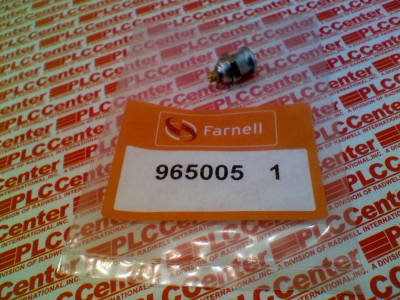 PLCCenter
A DIVISION OF RADWELL INTERNATIONAL, INC.
Farnell
965005 1